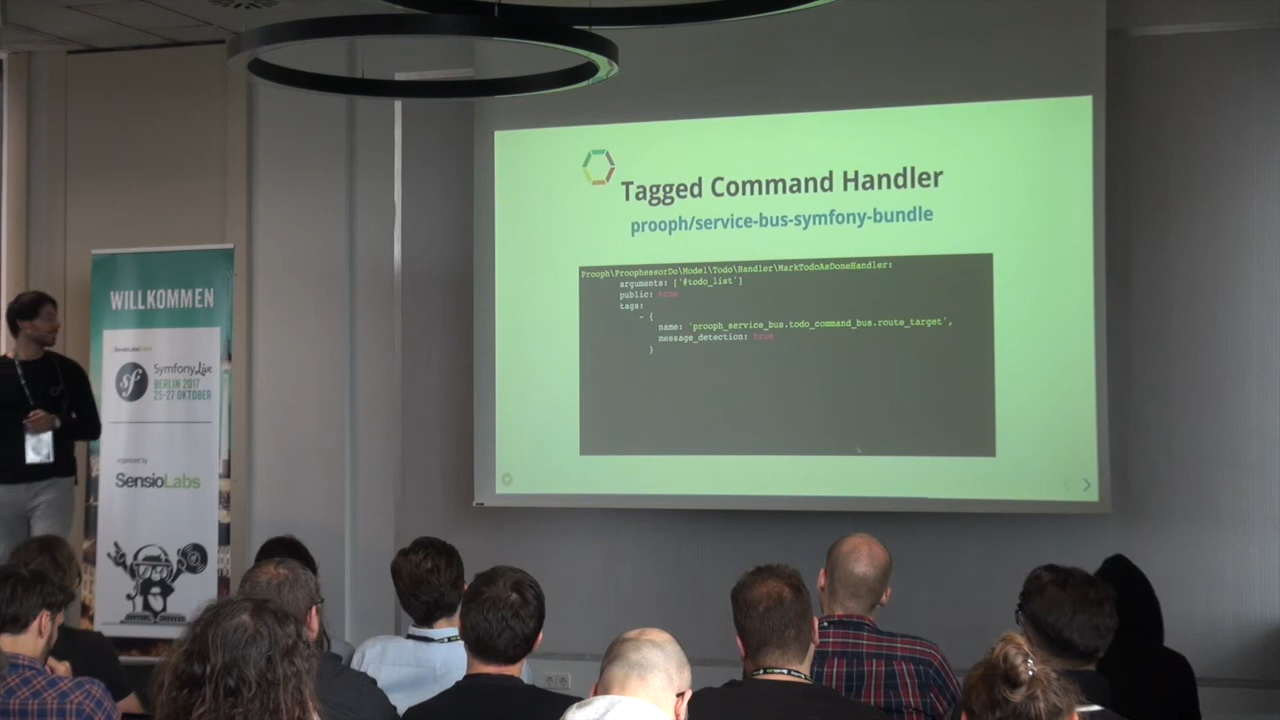 WILLKOMMEN
SymfonyLive
BERLIN 2017
25-27 OKTOBER
organized by
SensioLabs
Tagged Command Handler
prooph/service-bus-symfony-bundle
Prooph\ProophessorDo\Model\Todo\Handler\MarkTodoAsDoneHandler:
arguments: ['@todo_list']
public: true
tags:
- {
name: 'prooph_service_bus.todo_command_bus.route_target',
message_detection: true
}